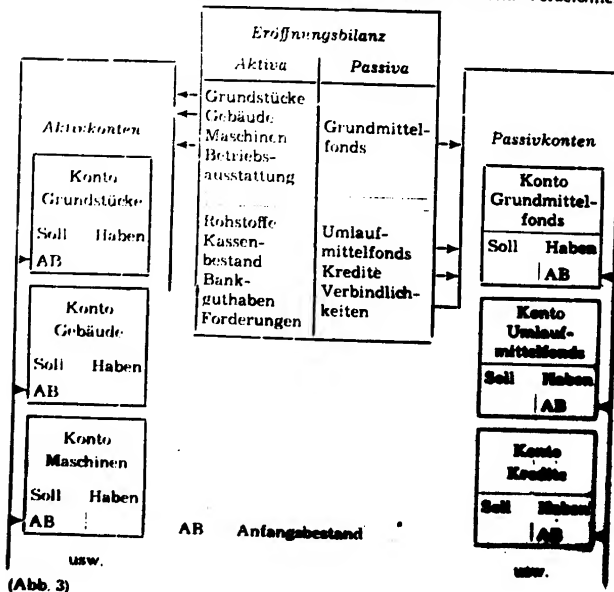 Eröffnungsbilanz
Aktiva Passiva
Grundstücke
Gebäude
Maschinen
Betriebs-
ausstattung
Grundmittel-
fonds
Rohstoffe
Kassen-
bestand
Bank-
guthaben
Forderungen
Umlauf-
mittelfonds
Kredite
Verbindlich-
keiten
Aktivkonten
Konto
Grundstücke
Soll Haben
AB
Konto
Gebäude
Soll Haben
AB
Konto
Maschinen
Soll Haben
AB
usw.
Passivkonten
Konto
Grundmittel-
fonds
Soll Haben
AB
Konto
Umlauf-
mittelfonds
Soll Haben
AB
Konto
Kredite
Soll Haben
AB
usw.
AB Anfangsbestand
(Abb. 3)